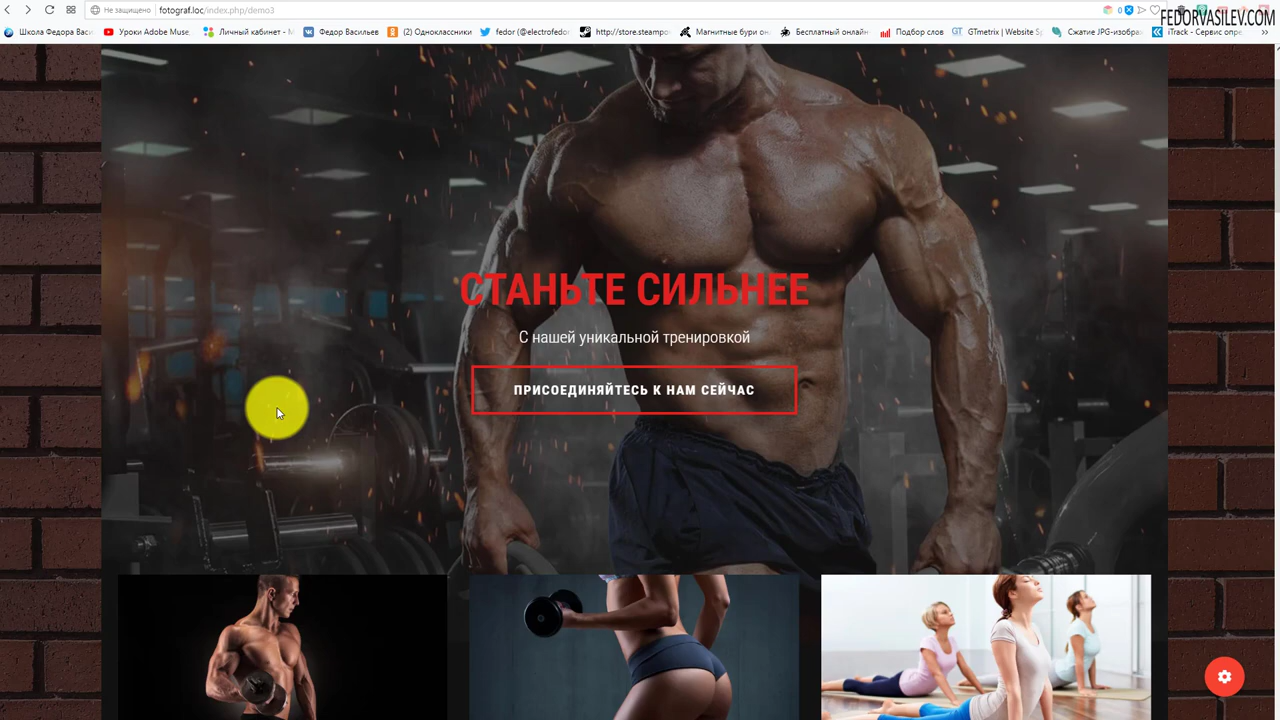 Не защищено fotograf.loc/index.php/demo3
0
FEDORVASILEV.COM
Школа Федора Васи Уроки Adobe Muse Личный кабинет - М Федор Васильев (2) Одноклассники fedor (@electrofedor http://store.steampo Магнитные бури он Бесплатный онлайн Подбор слов GT GTmetrix | Website S Сжатие JPG-изобра iTrack - Сервис опре
СТАНЬТЕ СИЛЬНЕЕ
С нашей уникальной тренировкой
ПРИСОЕДИНЯЙТЕСЬ К НАМ СЕЙЧАС